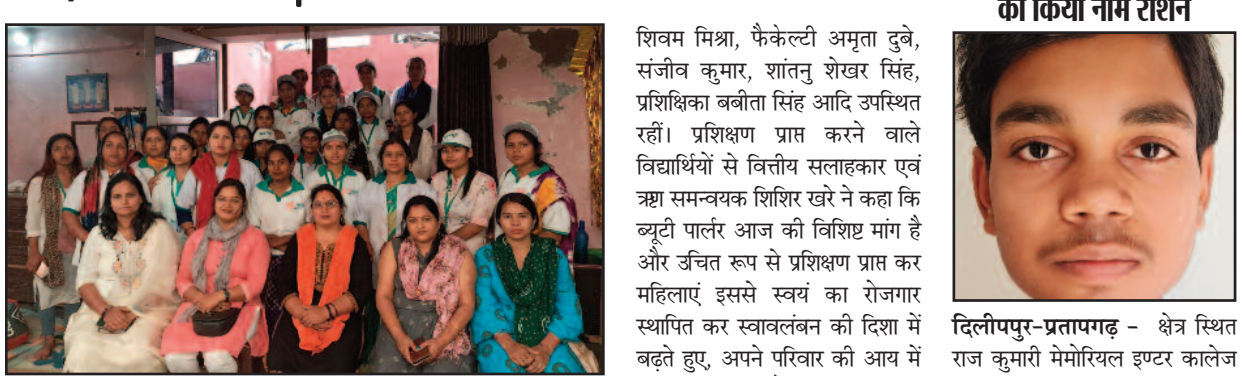 शिवम मिश्रा, फैकेल्टी अमृता दुबे,
संजीव कुमार, शांतनु शेखर सिंह,
प्रशिक्षिका बबीता सिंह आदि उपस्थित
रहीं। प्रशिक्षण प्राप्त करने वाले
विद्यार्थियों से वित्तीय सलाहकार एवं
ऋण समन्वयक शिशिर खरे ने कहा कि
ब्यूटी पार्लर आज की विशिष्ट मांग है
और उचित रूप से प्रशिक्षण प्राप्त कर
महिलाएं इससे स्वयं का रोजगार
स्थापित कर स्वावलंबन की दिशा में
बढ़ते हुए, अपने परिवार की आय में
का किया नाम रोशन
दिलीपपुर-प्रतापगढ़ - क्षेत्र स्थित
राज कुमारी मेमोरियल इण्टर कालेज